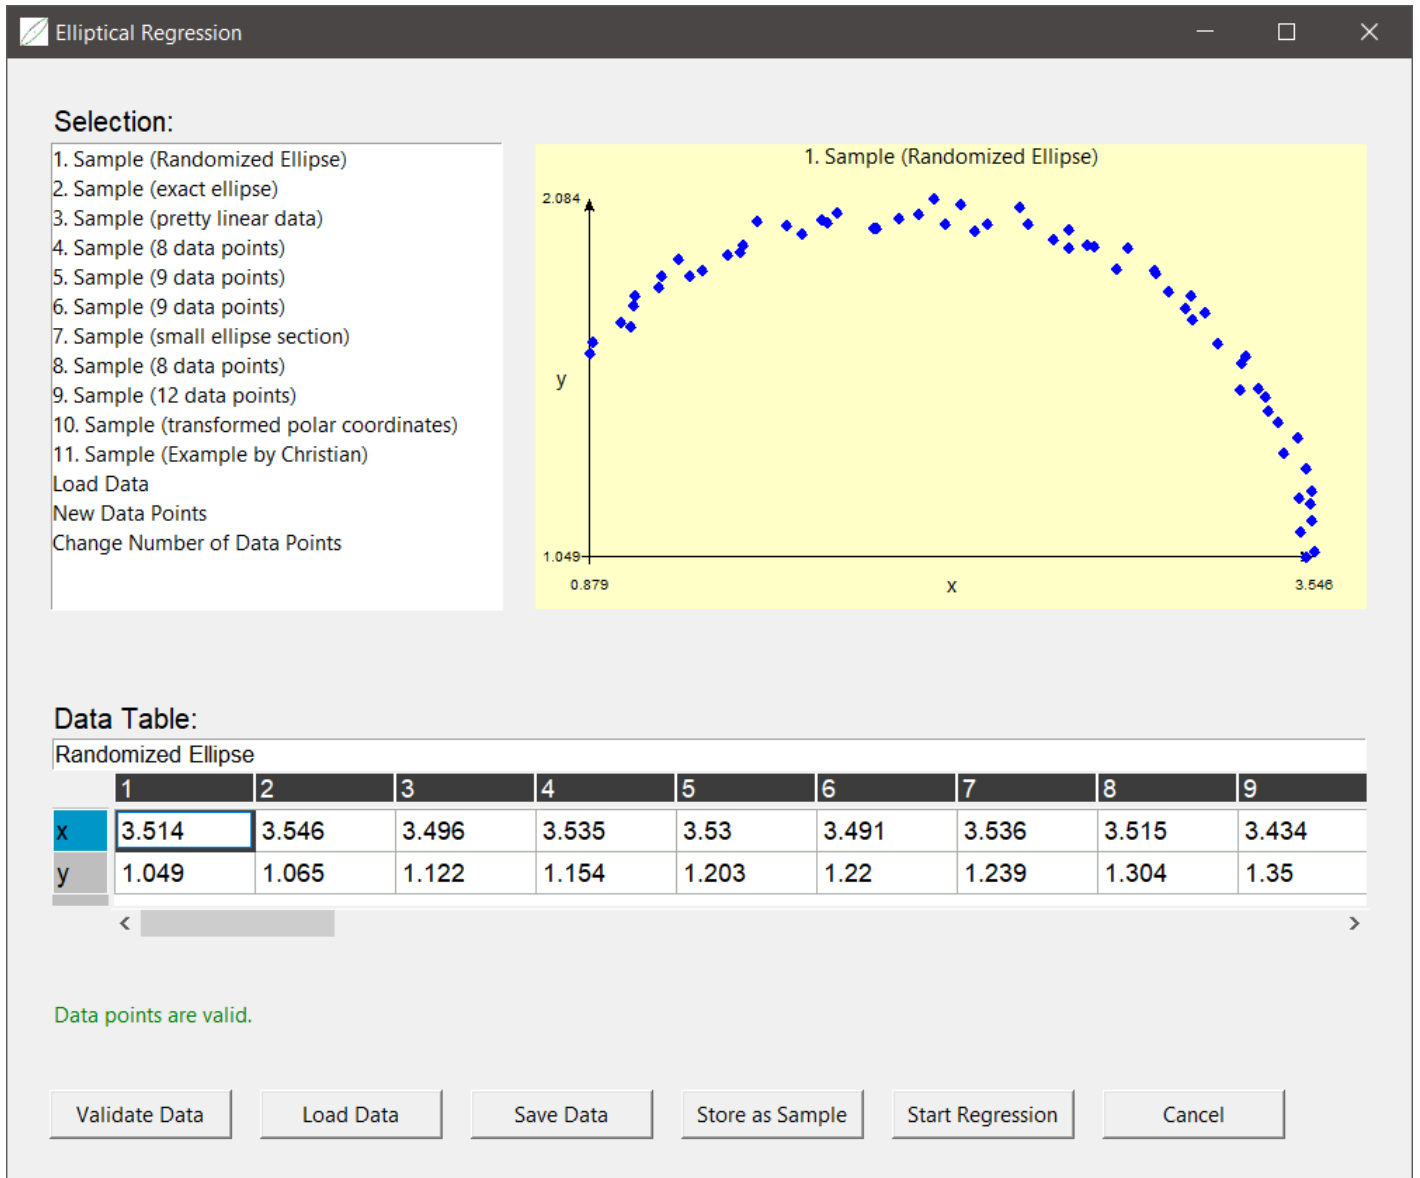 Elliptical Regression
Selection:
1. Sample (Randomized Ellipse)
2. Sample (exact ellipse)
3. Sample (pretty linear data)
4. Sample (8 data points)
5. Sample (9 data points)
6. Sample (9 data points)
7. Sample (small ellipse section)
8. Sample (8 data points)
9. Sample (12 data points)
10. Sample (transformed polar coordinates)
11. Sample (Example by Christian)
Load Data
New Data Points
Change Number of Data Points
1. Sample (Randomized Ellipse)
2.084
y
1.049
0.879 x 3.546
Data Table:
Randomized Ellipse
1 2 3 4 5 6 7 8 9
x 3.514 3.546 3.496 3.535 3.53 3.491 3.536 3.515 3.434
y 1.049 1.065 1.122 1.154 1.203 1.22 1.239 1.304 1.35
Data points are valid.
Validate Data Load Data Save Data Store as Sample Start Regression Cancel